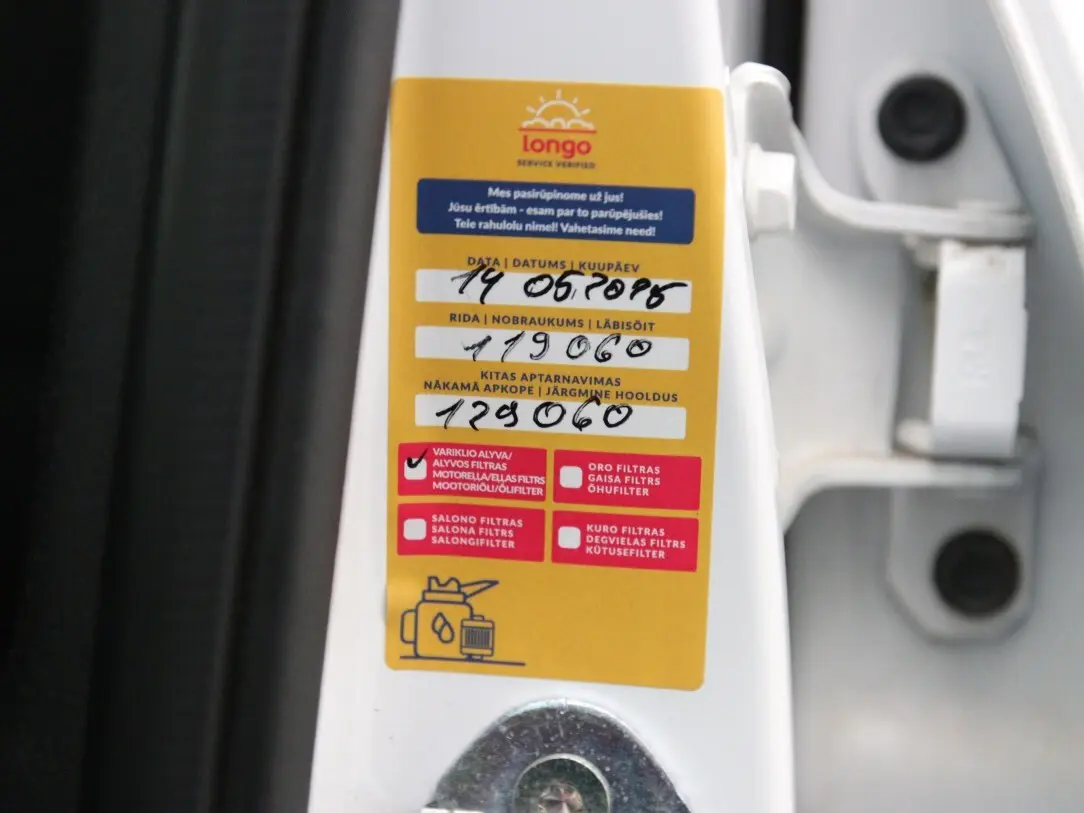 longo
SERVICE VERIFIED
Mes pasirūpinome už jus!
Jūsu ērtībām - esam par to parūpējušies!
Teie rahulolu nimel! Vahetasime need!
DATA | DATUMS | KUUPÄEV
14 05.2025
RIDA | NOBRAUKUMS | LÄBISÕIT
119060
KITAS APTARNAVIMAS
NĀKAMĀ APKOPE | JÄRGMINE HOOLDUS
129060
VARIKLIO ALYVA/
ALYVOS FILTRAS
MOTOREĻĻA/EĻĻAS FILTRS
MOOTORIÕLI/ÕLIFILTER
ORO FILTRAS
GAISA FILTRS
ÕHUFILTER
SALONO FILTRAS
SALONA FILTRS
SALONGIFILTER
KURO FILTRAS
DEGVIELAS FILTRS
KÜTUSEFILTER